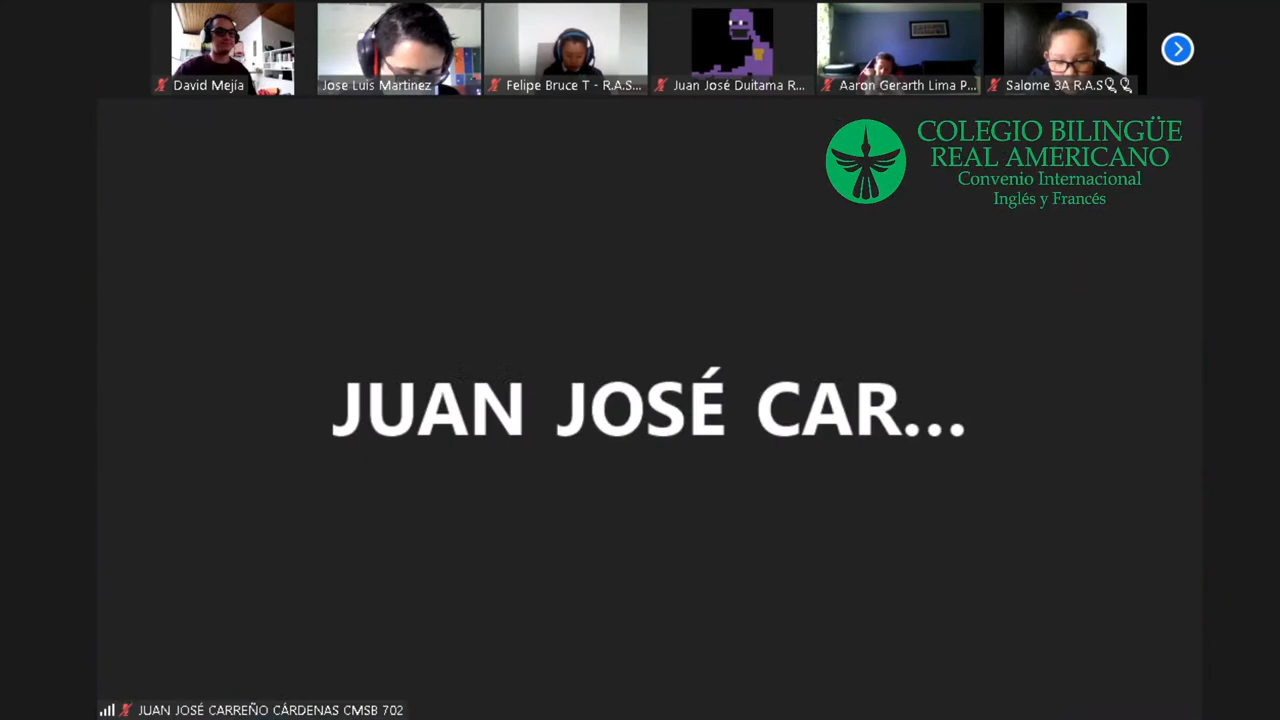 David Mejía
Jose Luis Martinez
Felipe Bruce T - R.A.S...
Juan José Duitama R...
Aaron Gerarth Lima P...
Salome 3A R.A.S
COLEGIO BILINGÜE
REAL AMERICANO
Convenio Internacional
Inglés y Francés
JUAN JOSÉ CAR...
JUAN JOSÉ CARREÑO CÁRDENAS CMSB 702